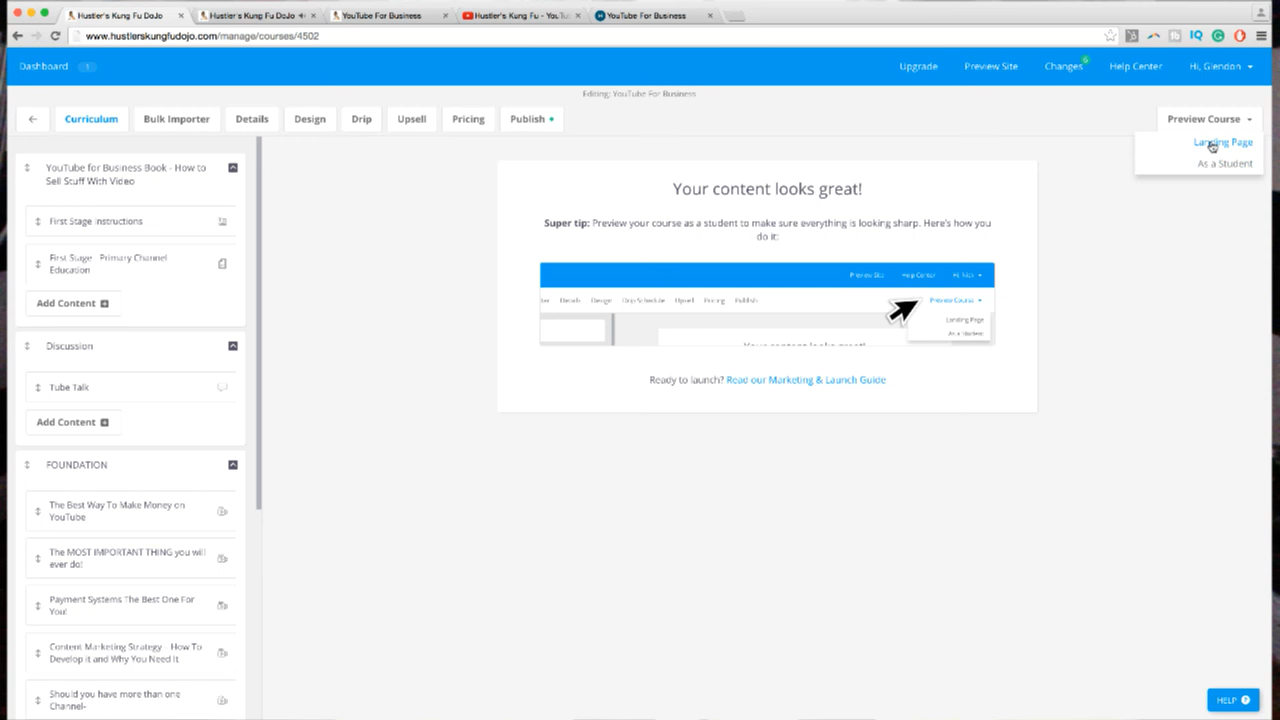 Hustler's Kung Fu DoJo
Hustler's Kung Fu DoJo
YouTube For Business
Hustler's Kung Fu - YouTu
YouTube For Business
www.hustlerskungfudojo.com/manage/courses/4502
IQ
Dashboard 1
Upgrade
Preview Site
Changes
Help Center
Hi, Glendon
Editing: YouTube For Business
Curriculum
Bulk Importer
Details
Design
Drip
Upsell
Pricing
Publish
Preview Course
Landing Page
As a Student
YouTube for Business Book - How to
Sell Stuff With Video
First Stage Instructions
First Stage - Primary Channel
Education
Add Content
Discussion
Tube Talk
Add Content
FOUNDATION
The Best Way To Make Money on
YouTube
The MOST IMPORTANT THING you will
ever do!
Payment Systems The Best One For
You!
Content Marketing Strategy - How To
Develop it and Why You Need It
Should you have more than one
Channel-
Your content looks great!
Super tip: Preview your course as a student to make sure everything is looking sharp. Here's how you
do it:
Preview Site
Help Center
Hi, Nick
ter
Details
Design
Drip Schedule
Upsell
Pricing
Publish
Preview Course
Landing Page
As a Student
Your content looks great!
Ready to launch? Read our Marketing & Launch Guide
HELP